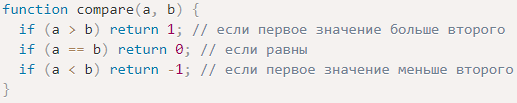 function compare(a, b) {
  if (a > b) return 1; // если первое значение больше второго
  if (a == b) return 0; // если равны
  if (a < b) return -1; // если первое значение меньше второго
}